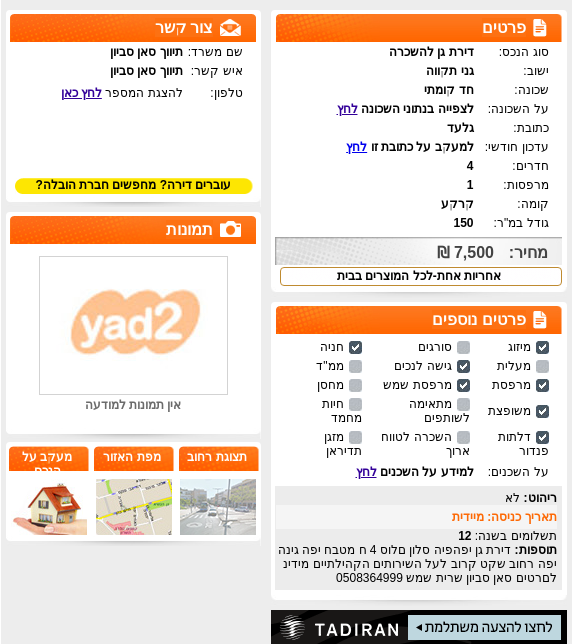 פרטים
סוג הנכס: דירת גן להשכרה
ישוב: גני תקווה
שכונה: חד קומתי
על השכונה: לצפייה בנתוני השכונה לחץ
כתובת: גלעד
עדכון חודשי: למעקב על כתובת זו לחץ
חדרים: 4
מרפסות: 1
קומה: קרקע
גודל במ"ר: 150
מחיר: 7,500 ₪
אחריות אחת-לכל המוצרים בבית
פרטים נוספים
מיזוג סורגים חניה
מעלית גישה לנכים ממ"ד
מרפסת מרפסת שמש מחסן
משופצת מתאימה לשותפים חיות מחמד
דלתות פנדור השכרה לטווח ארוך מזגן תדיראן
על השכנים: למידע על השכנים לחץ
ריהוט: לא
תאריך כניסה: מיידית
תשלומים בשנה: 12
תוספות: דירת גן יפהפיה סלון םלוס 4 ח מטבח יפה גינה
יפה רחוב שקט קרוב לעל השירותים הקהילתיים מידינ
לםרטים סאן סביון שרית שמש 0508364999
TADIRAN לחצו להצעה משתלמת
צור קשר
שם משרד: תיווך סאן סביון
איש קשר: תיווך סאן סביון
טלפון: להצגת המספר לחץ כאן
עוברים דירה? מחפשים חברת הובלה?
תמונות
yad2
אין תמונות למודעה
תצוגת רחוב
מפת האזור
מעקב על
הנכס